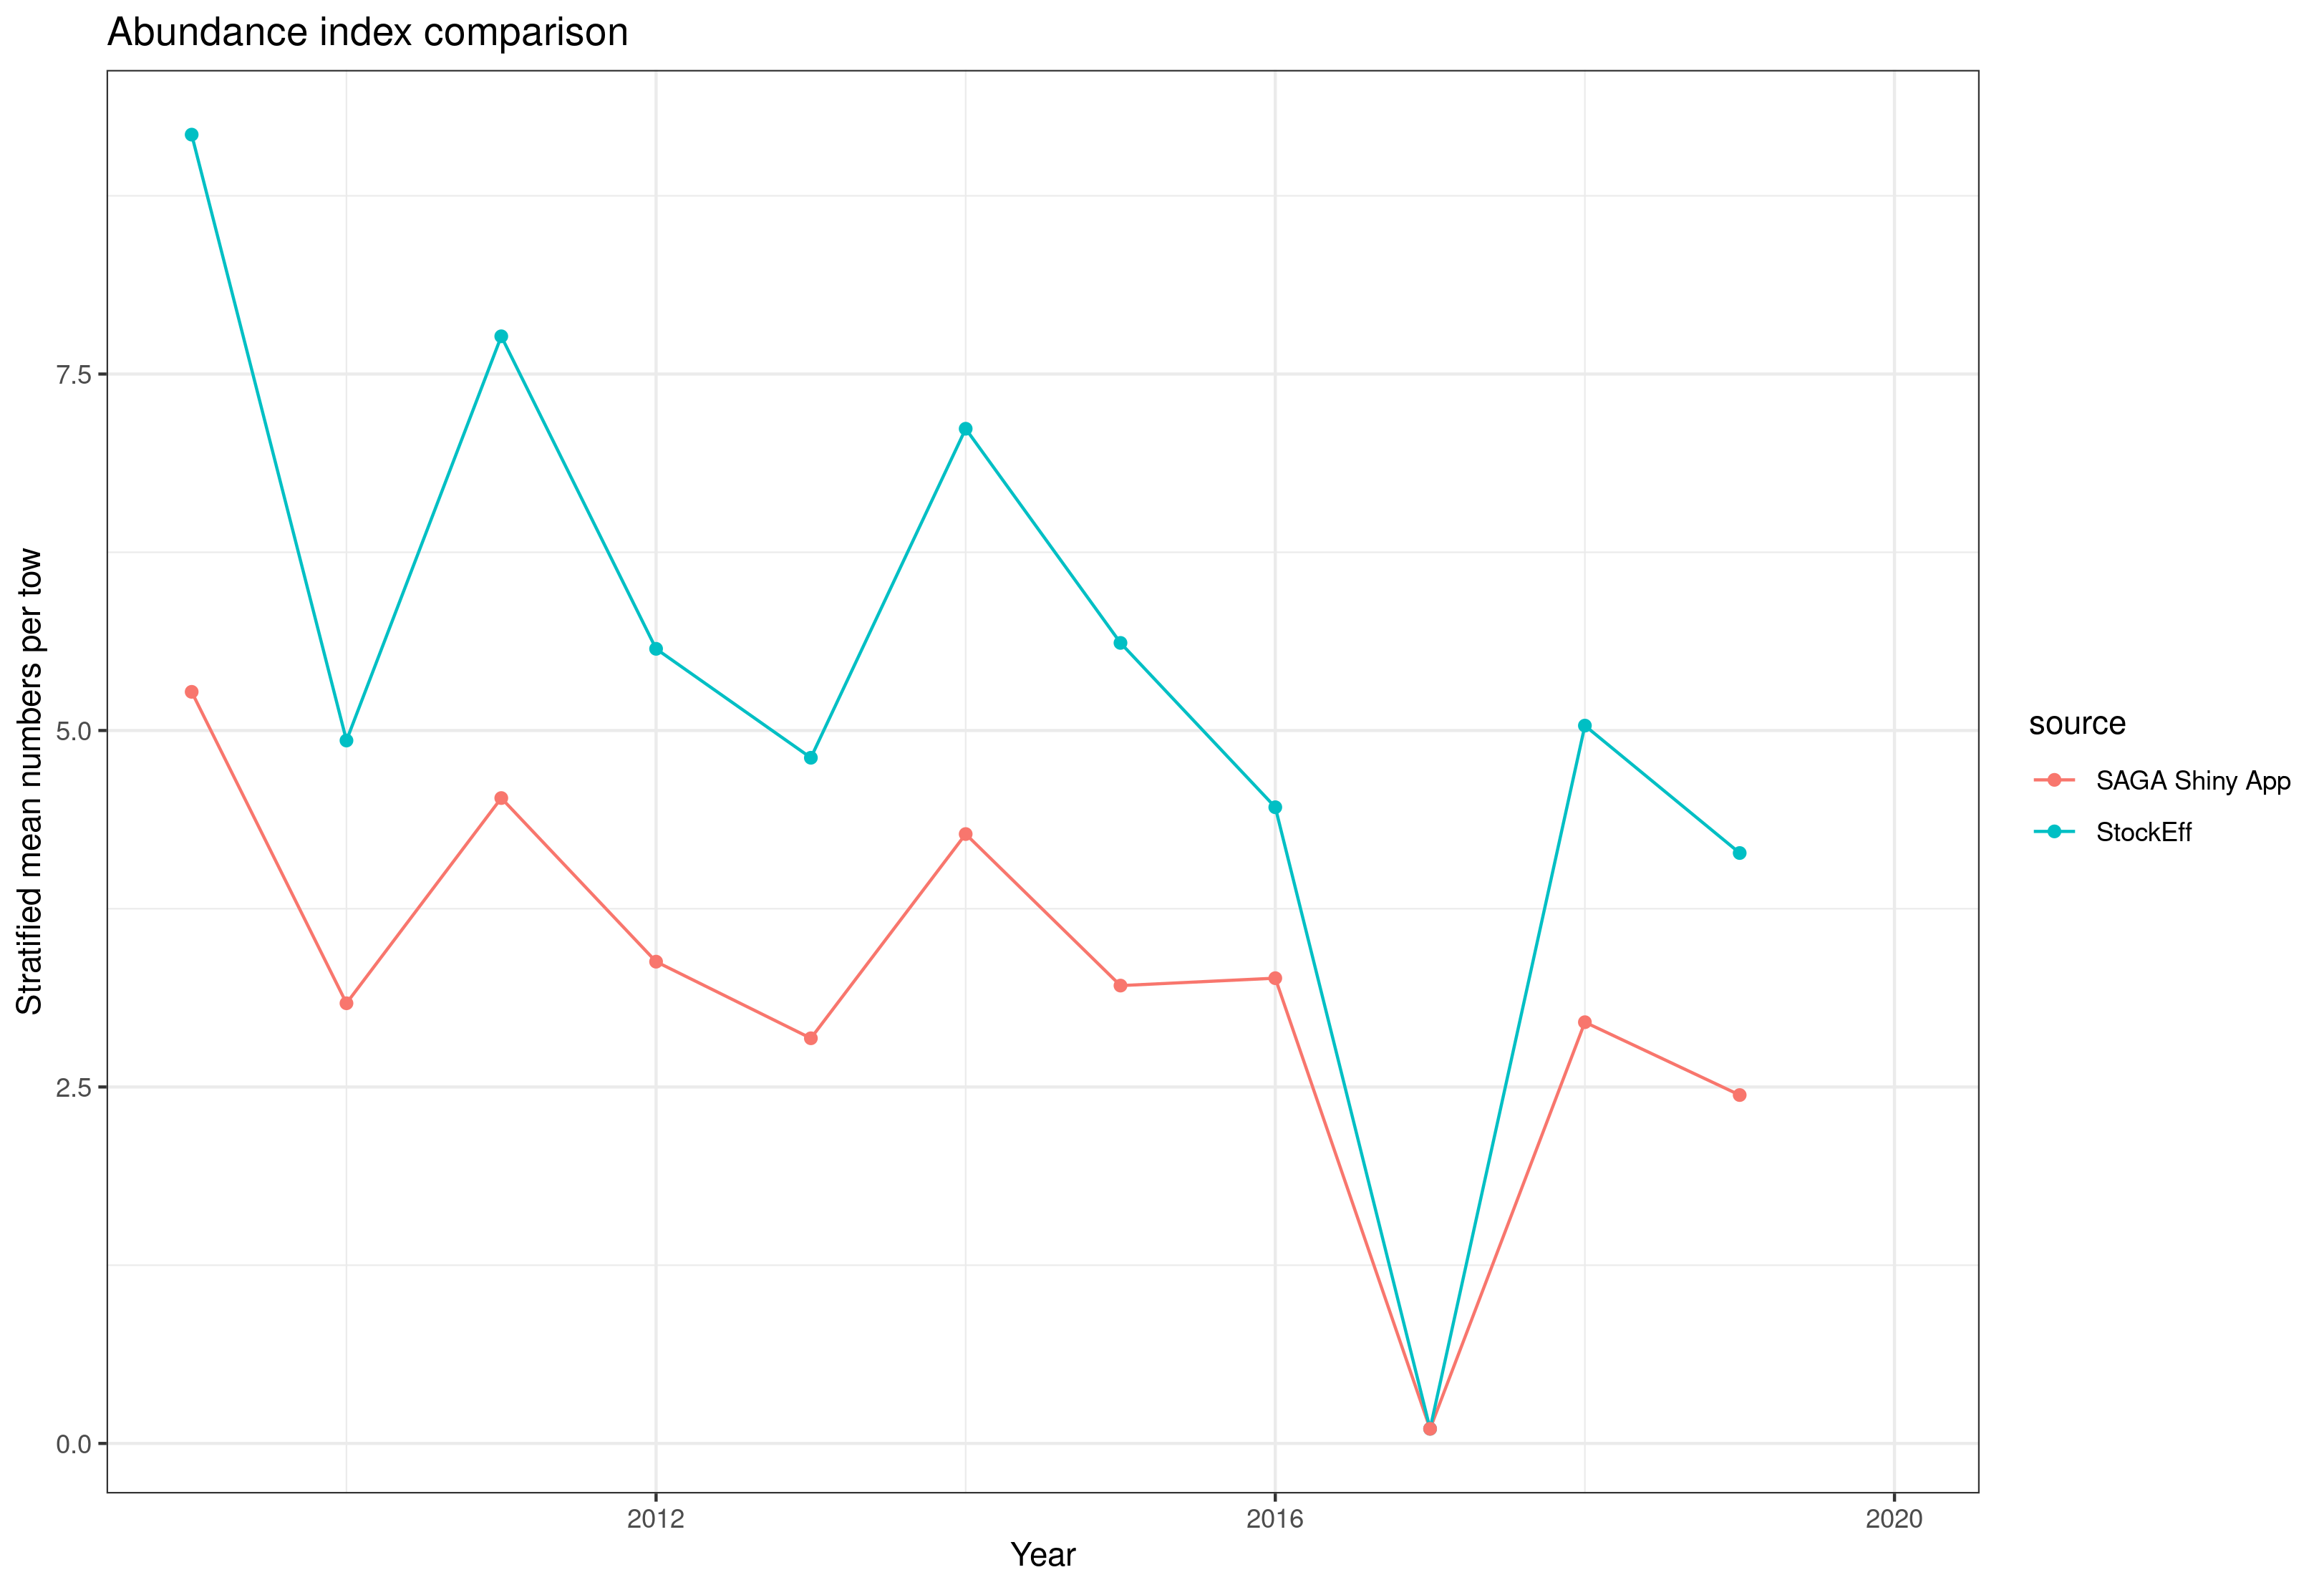 Abundance index comparison
7.5
5.0
2.5
0.0
Stratified mean numbers per tow
2012
2016
2020
Year
source
SAGA Shiny App
StockEff